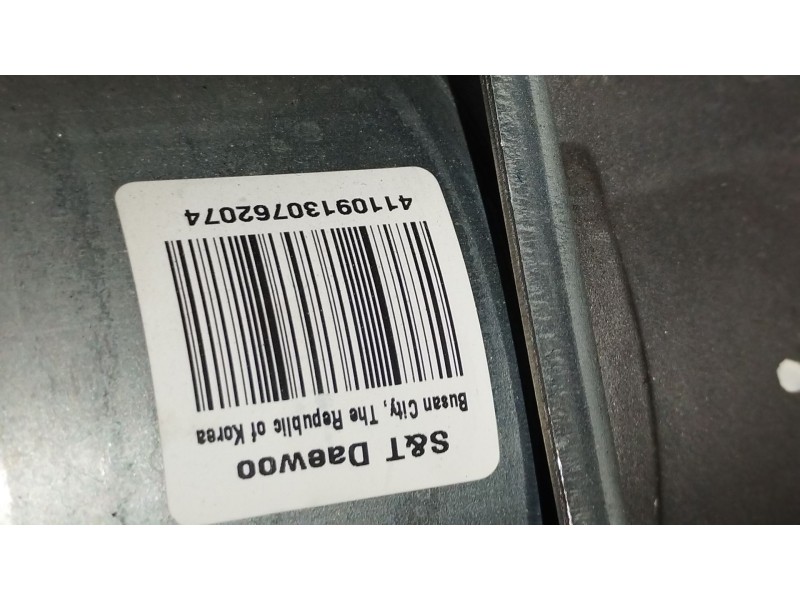 S&T Daewoo
Busan City, The Republic of Korea
41109130762074